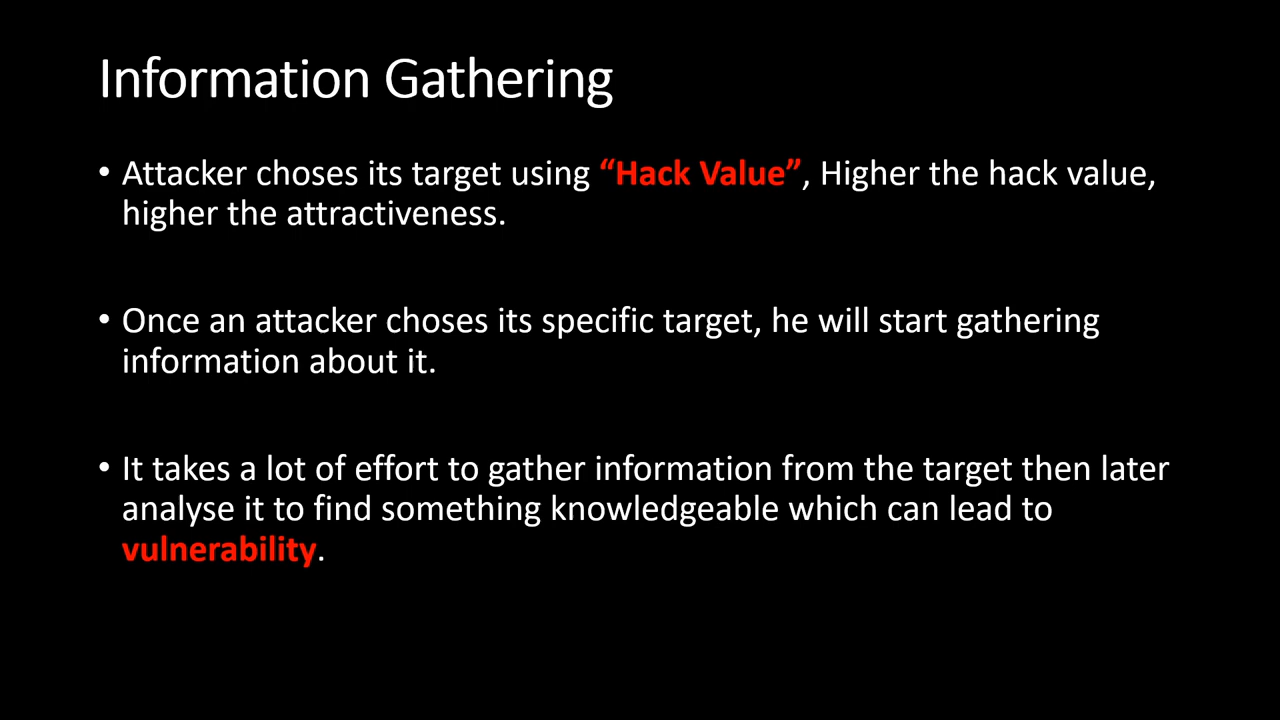 Information Gathering
• Attacker choses its target using “Hack Value”, Higher the hack value,
higher the attractiveness.
• Once an attacker choses its specific target, he will start gathering
information about it.
• It takes a lot of effort to gather information from the target then later
analyse it to find something knowledgeable which can lead to
vulnerability.